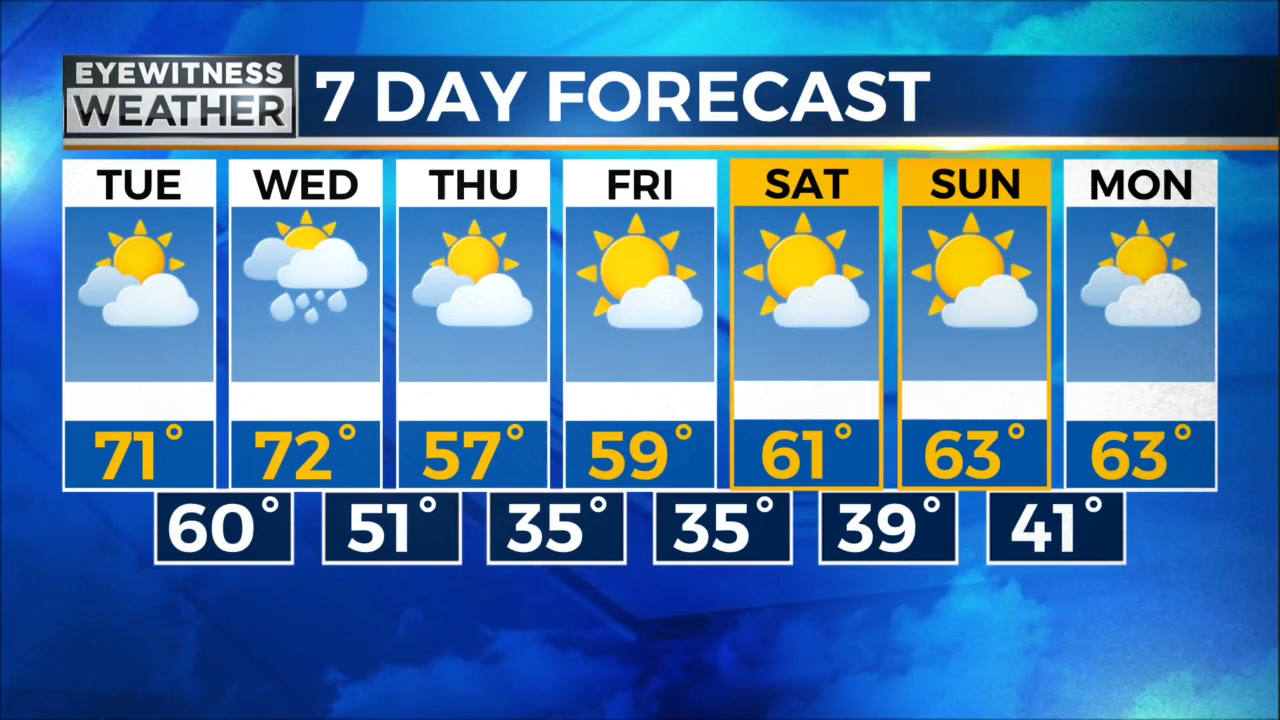 EYEWITNESS
WEATHER
7 DAY FORECAST
TUE WED THU FRI SAT SUN MON
71° 72° 57° 59° 61° 63° 63°
60° 51° 35° 35° 39° 41°